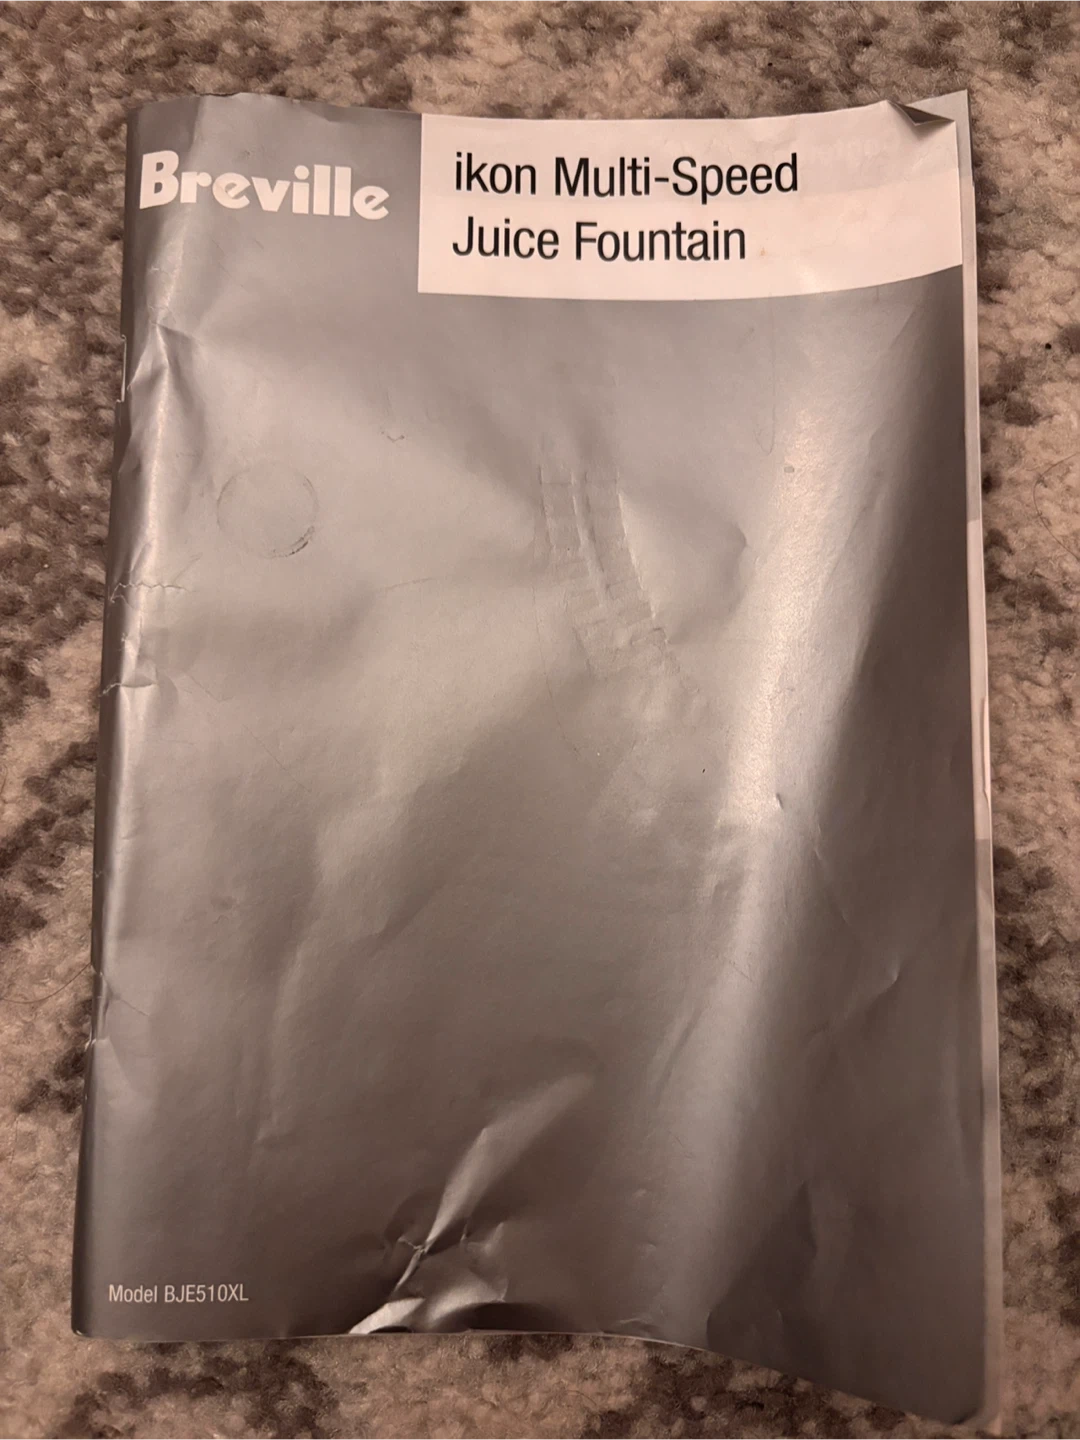 Breville
ikon Multi-Speed
Juice Fountain
Model BJE510XL